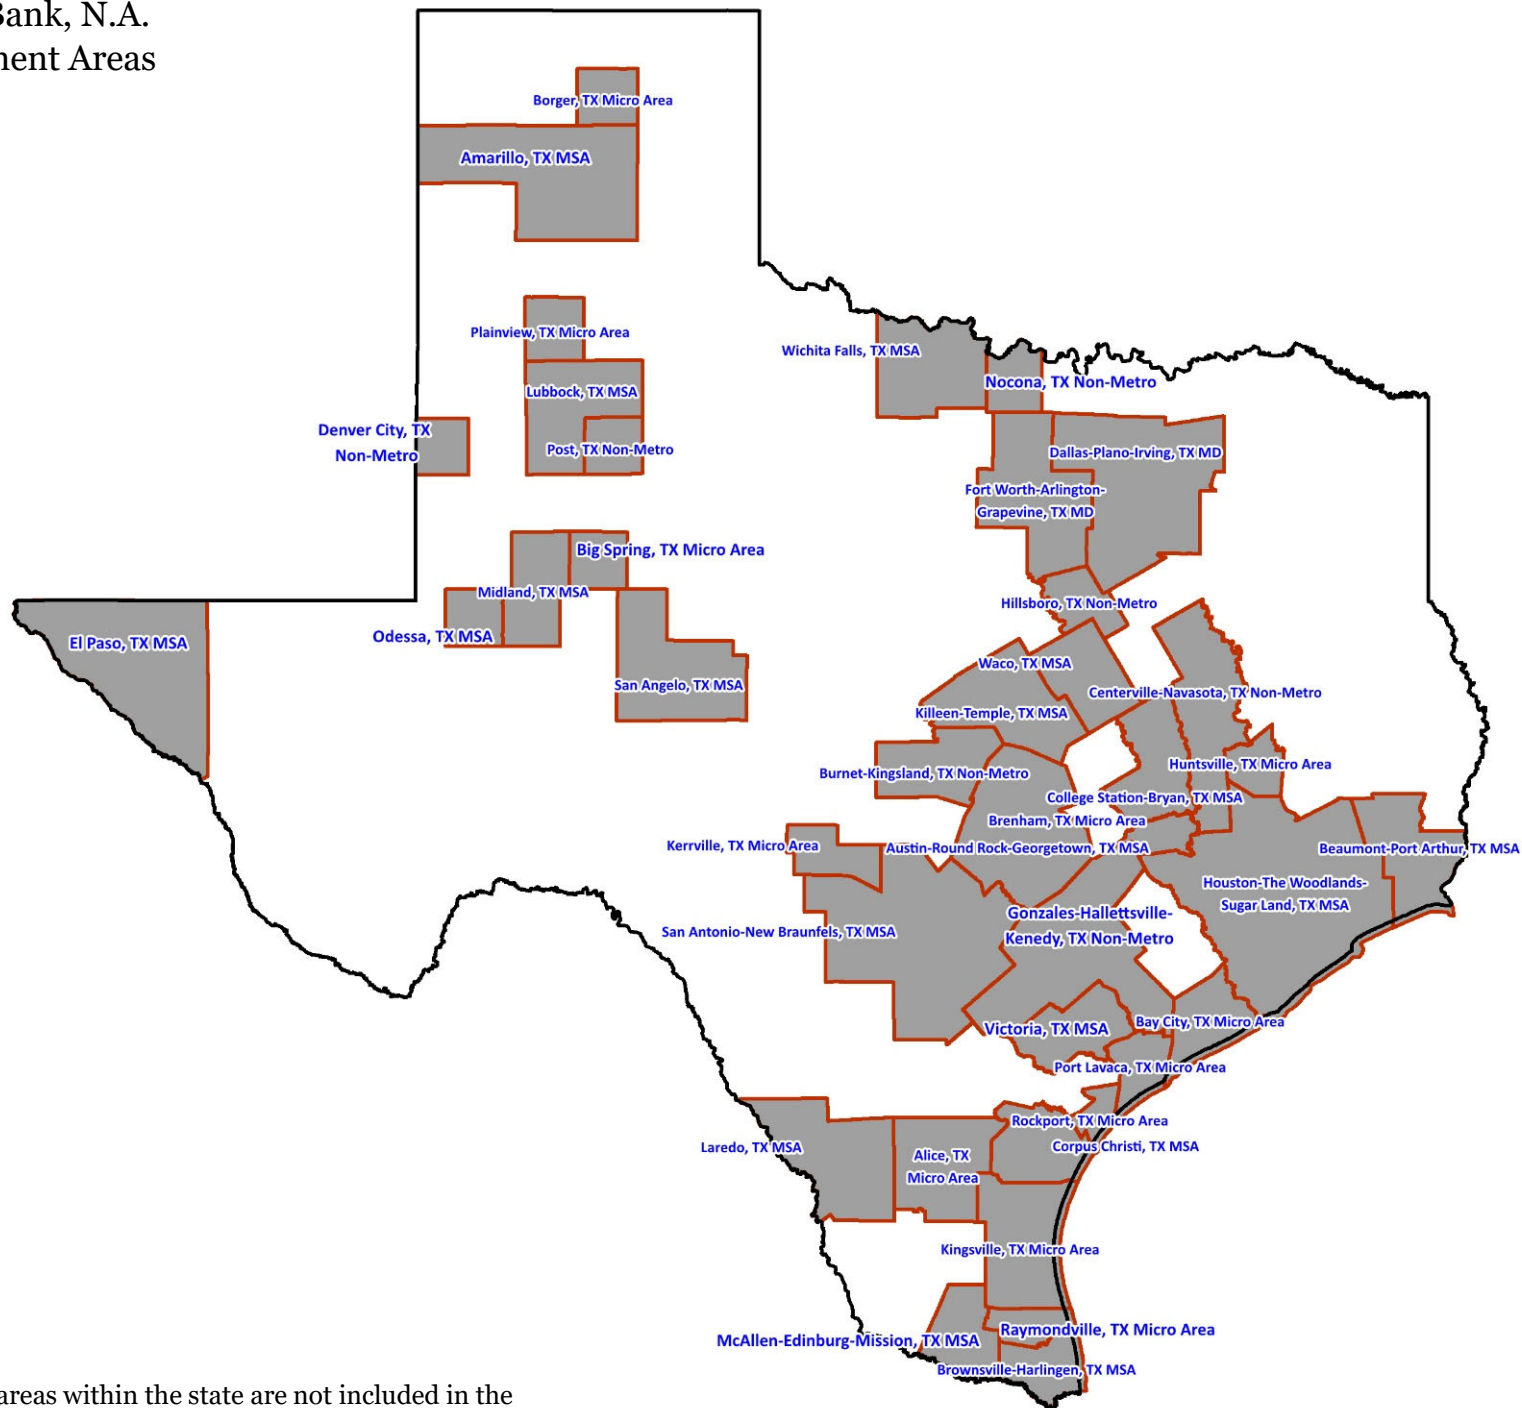 Bank, N.A.
ment Areas
Borger, TX Micro Area
Amarillo, TX MSA
Plainview, TX Micro Area
Wichita Falls, TX MSA
Nocona, TX Non-Metro
Lubbock, TX MSA
Denver City, TX
Non-Metro
Post, TX Non-Metro
Dallas-Plano-Irving, TX MD
Fort Worth-Arlington-
Grapevine, TX MD
Big Spring, TX Micro Area
Midland, TX MSA
Hillsboro, TX Non-Metro
Odessa, TX MSA
El Paso, TX MSA
Waco, TX MSA
San Angelo, TX MSA
Centerville-Navasota, TX Non-Metro
Killeen-Temple, TX MSA
Huntsville, TX Micro Area
Burnet-Kingsland, TX Non-Metro
College Station-Bryan, TX MSA
Brenham, TX Micro Area
Kerrville, TX Micro Area
Austin-Round Rock-Georgetown, TX MSA
Beaumont-Port Arthur, TX MSA
Houston-The Woodlands-
Sugar Land, TX MSA
Gonzales-Hallettsville-
Kenedy, TX Non-Metro
San Antonio-New Braunfels, TX MSA
Victoria, TX MSA
Bay City, TX Micro Area
Port Lavaca, TX Micro Area
Rockport, TX Micro Area
Corpus Christi, TX MSA
Laredo, TX MSA
Alice, TX
Micro Area
Kingsville, TX Micro Area
Raymondville, TX Micro Area
McAllen-Edinburg-Mission, TX MSA
Brownsville-Harlingen, TX MSA
areas within the state are not included in the